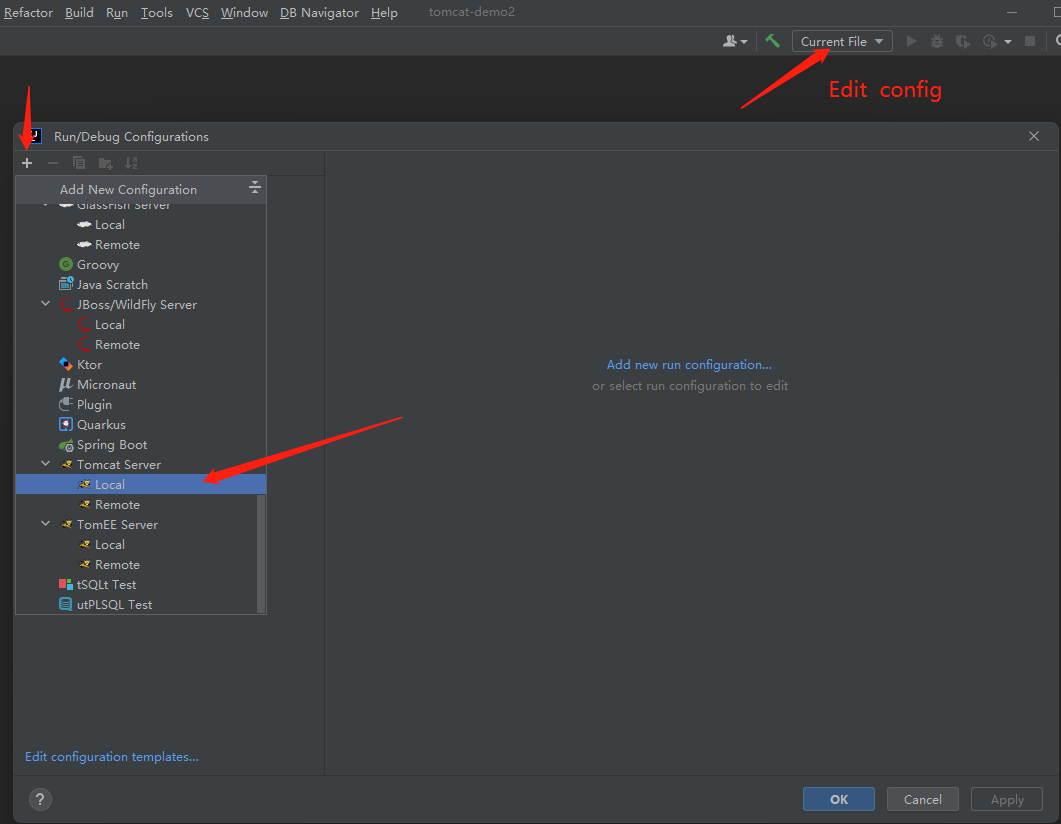 Refactor Build Run Tools VCS Window DB Navigator Help tomcat-demo2
Current File
Edit config
Run/Debug Configurations
Add New Configuration
GlassFish Server
Local
Remote
Groovy
Java Scratch
JBoss/WildFly Server
Local
Remote
Ktor
Micronaut
Plugin
Quarkus
Spring Boot
Tomcat Server
Local
Remote
TomEE Server
Local
Remote
tSQLt Test
utPLSQL Test
Add new run configuration...
or select run configuration to edit
Edit configuration templates...
? OK Cancel Apply